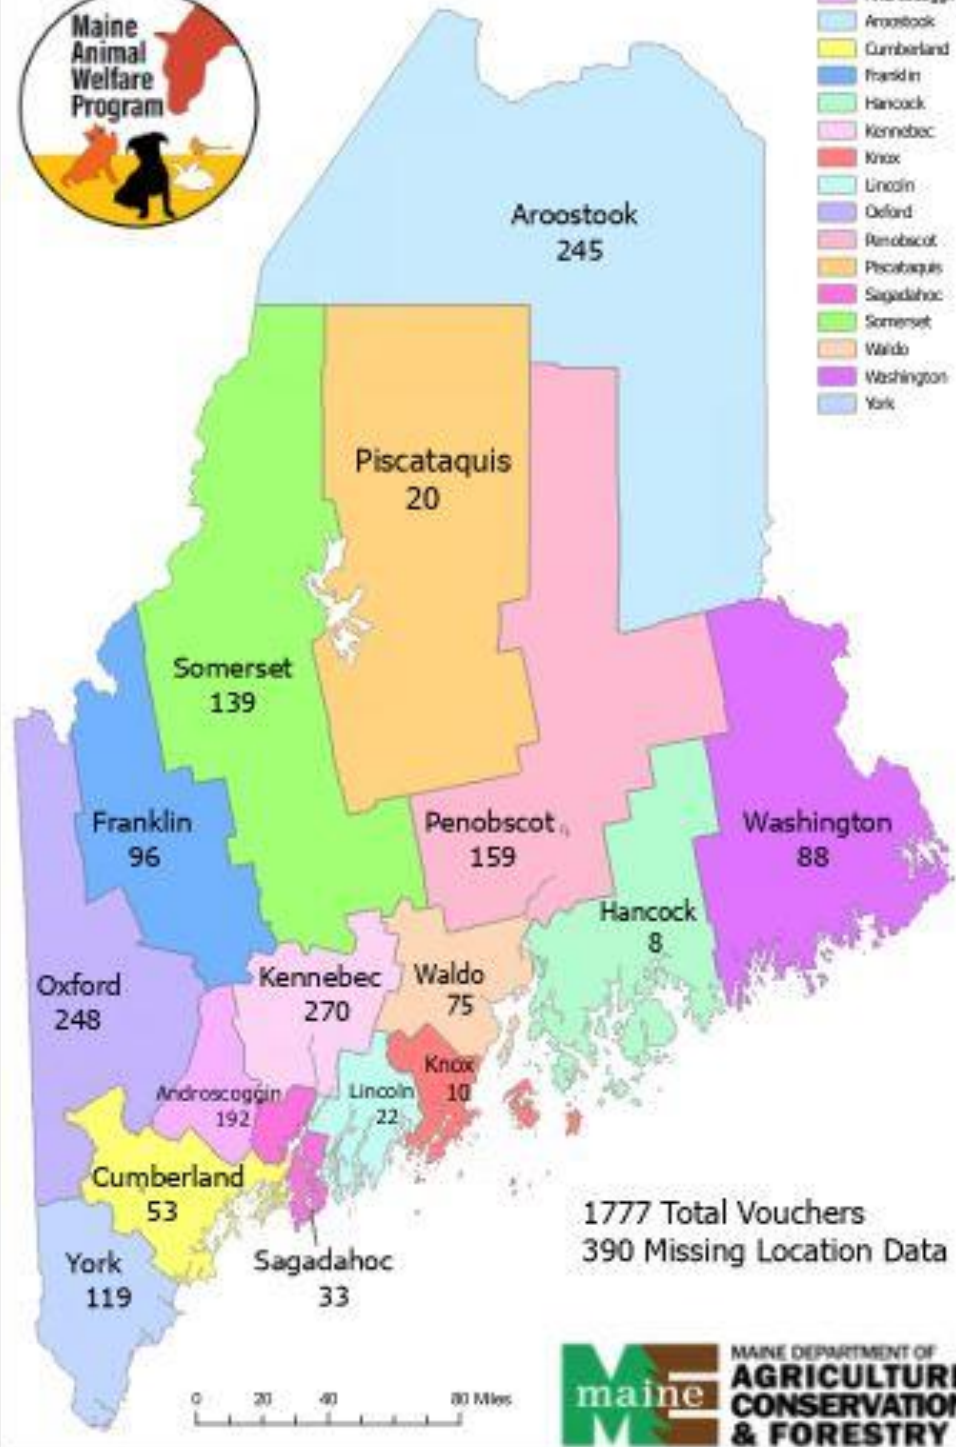 Maine
Animal
Welfare
Program
Aroostook
Cumberland
Franklin
Hancock
Kennebec
Knox
Lincoln
Oxford
Penobscot
Piscataquis
Sagadahoc
Somerset
Waldo
Washington
York
Aroostook
245
Piscataquis
20
Somerset
139
Franklin
96
Penobscot
159
Washington
88
Hancock
8
Oxford
248
Kennebec
270
Waldo
75
Androscoggin
192
Lincoln
22
Knox
10
Cumberland
53
York
119
Sagadahoc
33
1777 Total Vouchers
390 Missing Location Data
0 20 40 80 Miles
maine
MAINE DEPARTMENT OF
AGRICULTURE
CONSERVATION
& FORESTRY